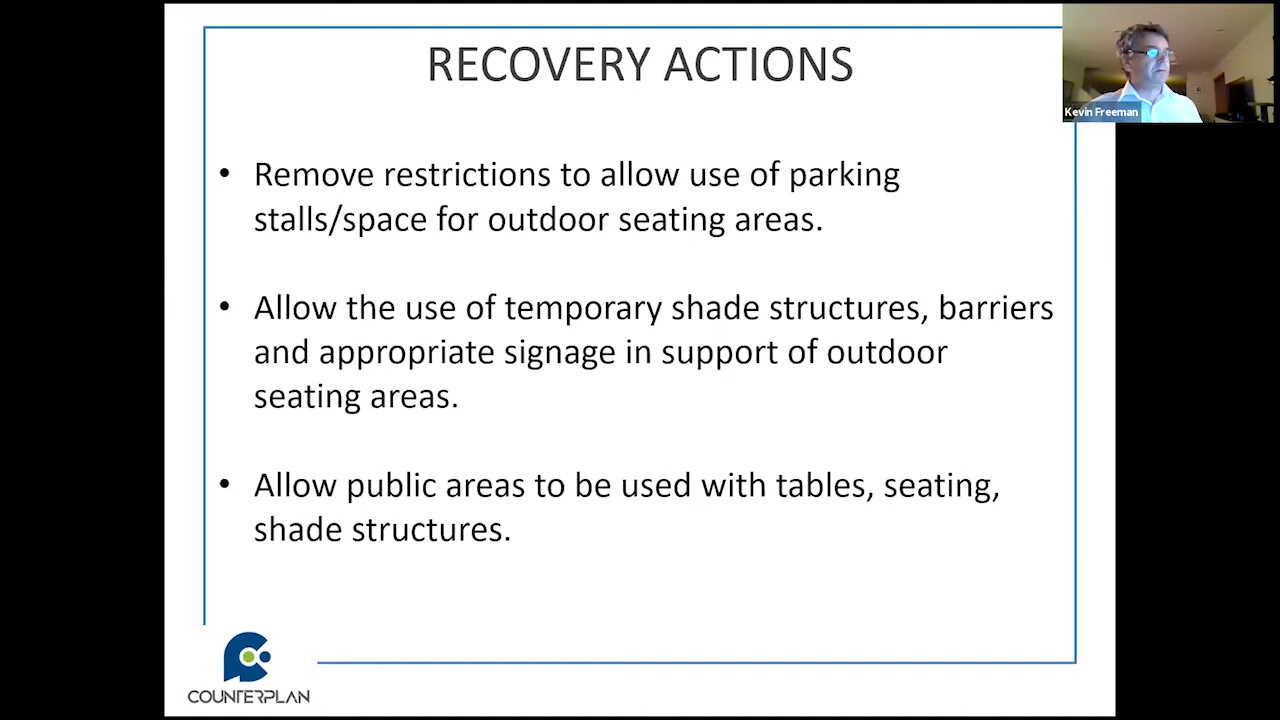 RECOVERY ACTIONS
Kevin Freeman
• Remove restrictions to allow use of parking
stalls/space for outdoor seating areas.
• Allow the use of temporary shade structures, barriers
and appropriate signage in support of outdoor
seating areas.
• Allow public areas to be used with tables, seating,
shade structures.
COUNTERPLAN